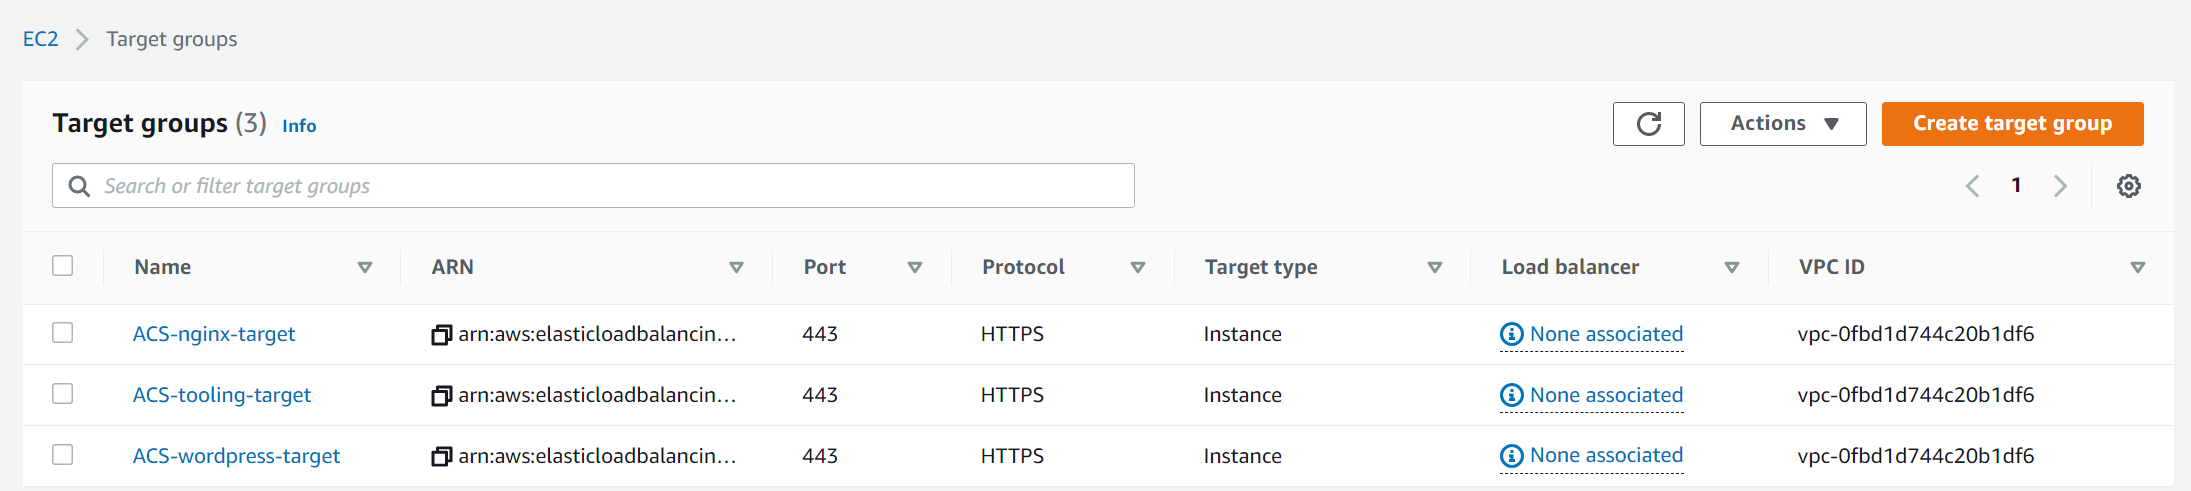 EC2 > Target groups
Target groups (3) Info
Actions
Create target group
Search or filter target groups
1
Name ARN Port Protocol Target type Load balancer VPC ID
ACS-nginx-target arn:aws:elasticloadbalancin... 443 HTTPS Instance None associated vpc-0fbd1d744c20b1df6
ACS-tooling-target arn:aws:elasticloadbalancin... 443 HTTPS Instance None associated vpc-0fbd1d744c20b1df6
ACS-wordpress-target arn:aws:elasticloadbalancin... 443 HTTPS Instance None associated vpc-0fbd1d744c20b1df6